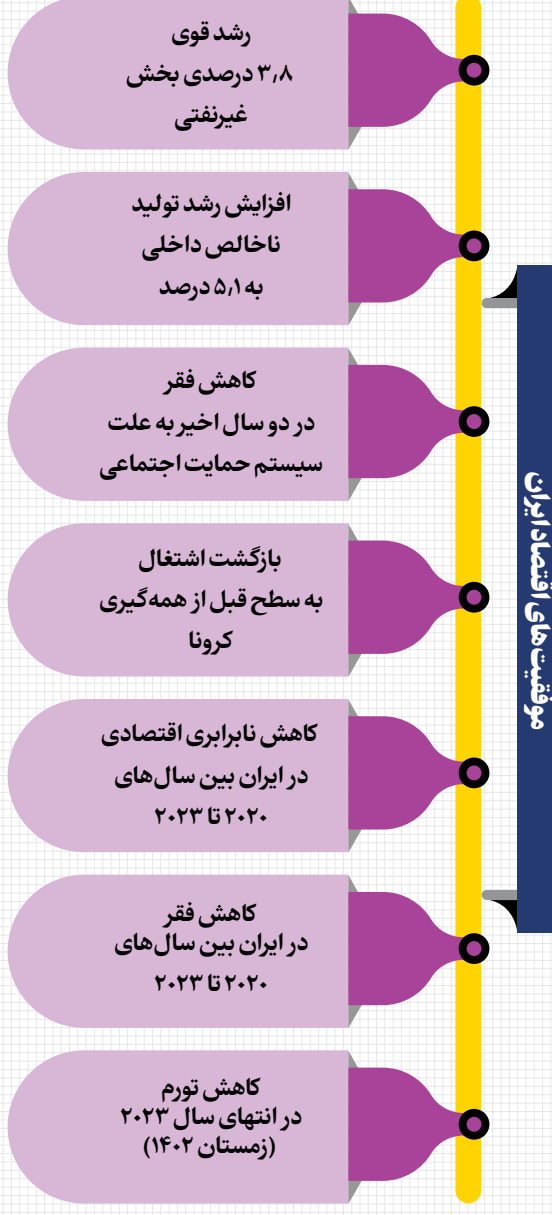 موفقیت‌های اقتصاد ایران
رشد قوی
۳٫۸ درصدی بخش
غیرنفتی
افزایش رشد تولید
ناخالص داخلی
به ۵٫۱ درصد
کاهش فقر
در دو سال اخیر به علت
سیستم حمایت اجتماعی
بازگشت اشتغال
به سطح قبل از همه‌گیری
کرونا
کاهش نابرابری اقتصادی
در ایران بین سال‌های
۲۰۲۰ تا ۲۰۲۳
کاهش فقر
در ایران بین سال‌های
۲۰۲۰ تا ۲۰۲۳
کاهش تورم
در انتهای سال ۲۰۲۳
(زمستان ۱۴۰۲)